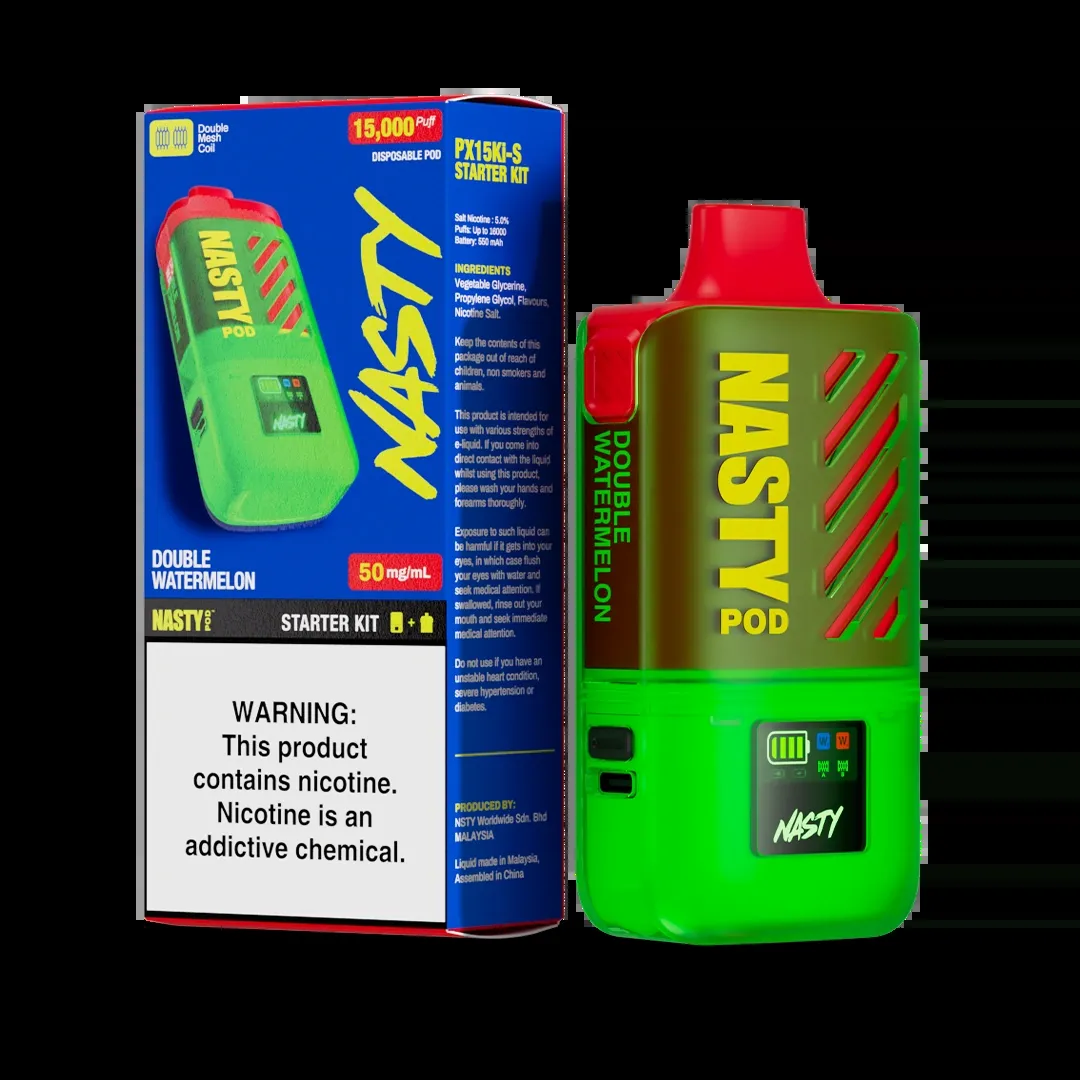 Double
Mesh
Coil
15,000 Puff
DISPOSABLE POD
NASTY
POD
NASTY
NASTY
DOUBLE
WATERMELON
50 mg/mL
NASTY POD
STARTER KIT +
WARNING:
This product
contains nicotine.
Nicotine is an
addictive chemical.
PX15KI-S
STARTER KIT
Salt Nicotine : 5.0%
Puffs: Up to 16000
Battery: 550 mAh
INGREDIENTS
Vegetable Glycerine,
Propylene Glycol, Flavours,
Nicotine Salt.
Keep the contents of this
package out of reach of
children, non smokers and
animals.
This product is intended for
use with various strengths of
e-liquid. If you come into
direct contact with the liquid
whilst using this product,
please wash your hands and
forearms thoroughly.
Exposure to such liquid can
be harmful if it gets into your
eyes, in which case flush
your eyes with water and
seek medical attention. If
swallowed, rinse out your
mouth and seek immediate
medical attention.
Do not use if you have an
unstable heart condition,
severe hypertension or
diabetes.
PRODUCED BY:
NSTY Worldwide Sdn. Bhd
MALAYSIA
Liquid made in Malaysia,
Assembled in China
DOUBLE
WATERMELON
NASTY
POD
W W
A B
NASTY